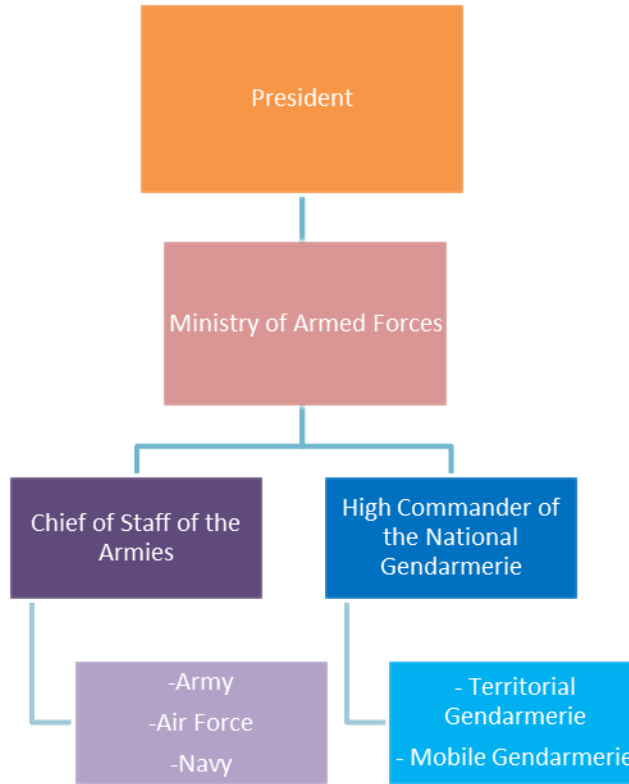 President
Ministry of Armed Forces
Chief of Staff of the
Armies
High Commander of
the National
Gendarmerie
-Army
-Air Force
-Navy
- Territorial
Gendarmerie
- Mobile Gendarmerie